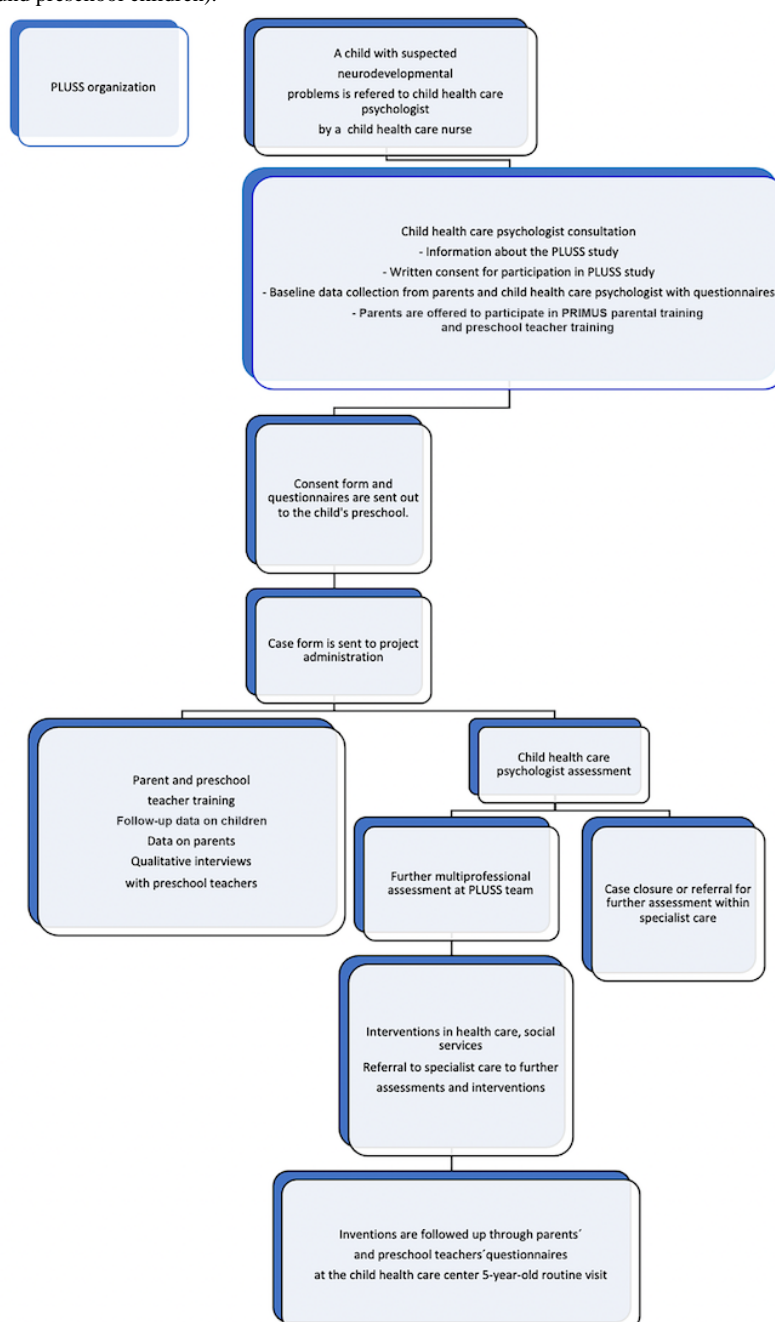 and preschool children).
PLUSS organization
A child with suspected
neurodevelopmental
problems is refered to child health care
psychologist
by a child health care nurse
Child health care psychologist consultation
- Information about the PLUSS study
- Written consent for participation in PLUSS study
- Baseline data collection from parents and child health care psychologist with questionnaires
- Parents are offered to participate in PRIMUS parental training
and preschool teacher training
Consent form and
questionnaires are sent out
to the child's preschool.
Case form is sent to project
administration
Parent and preschool
teacher training
Follow-up data on children
Data on parents
Qualitative interviews
with preschool teachers
Child health care
psychologist assessment
Further multiprofessional
assessment at PLUSS team
Case closure or referral for
further assessment within
specialist care
Interventions in health care, social
services
Referral to specialist care to further
assessments and interventions
Inventions are followed up through parents´
and preschool teachers´questionnaires
at the child health care center 5-year-old routine visit